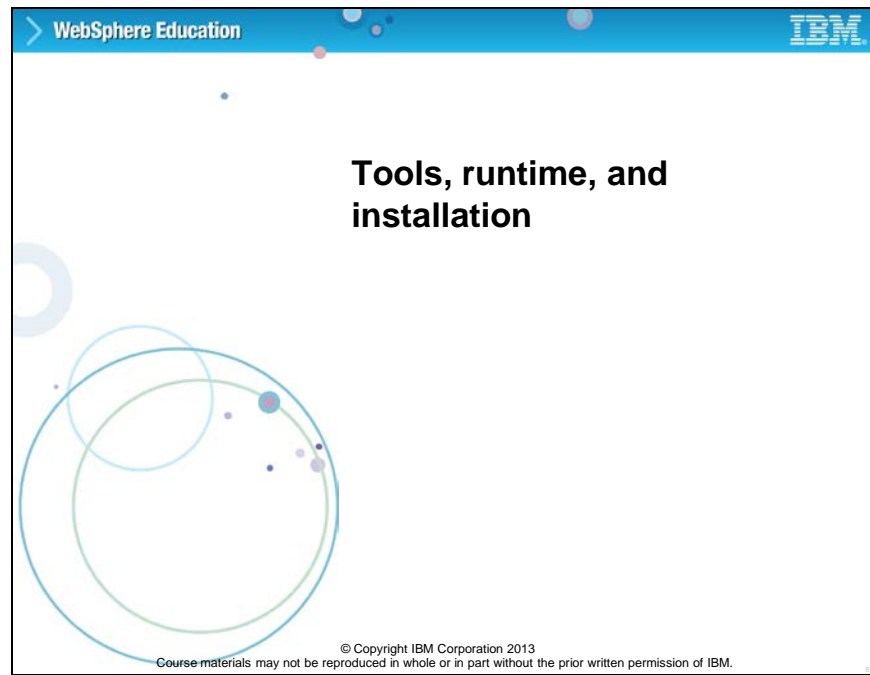 WebSphere Education
IBM
Tools, runtime, and
installation
© Copyright IBM Corporation 2013
Course materials may not be reproduced in whole or in part without the prior written permission of IBM.